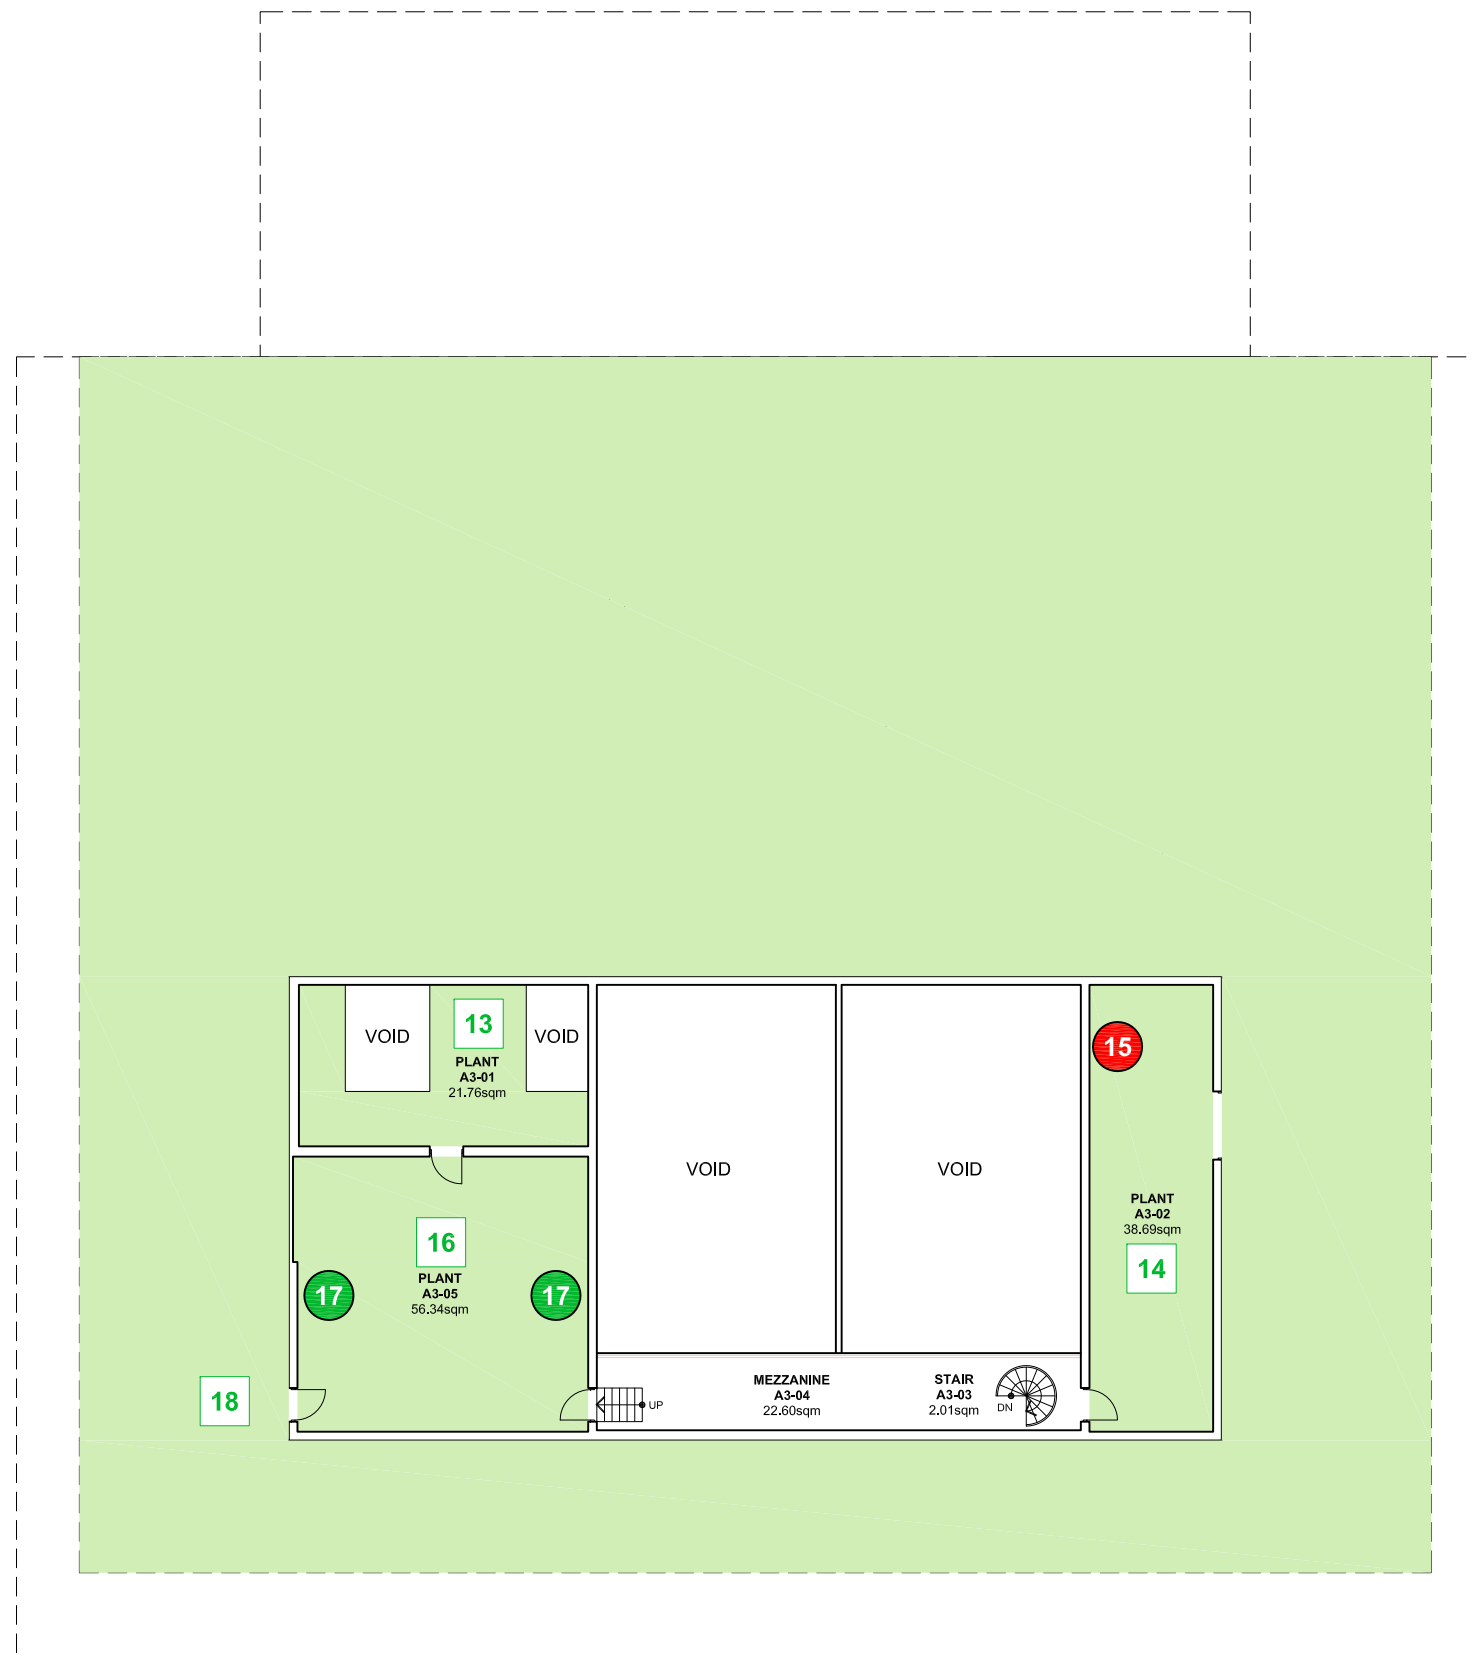 VOID
13
VOID
PLANT
A3-01
21.76sqm
15
VOID
VOID
PLANT
A3-02
38.69sqm
14
16
PLANT
A3-05
56.34sqm
17
17
18
UP
MEZZANINE
A3-04
22.60sqm
STAIR
A3-03
2.01sqm
DN